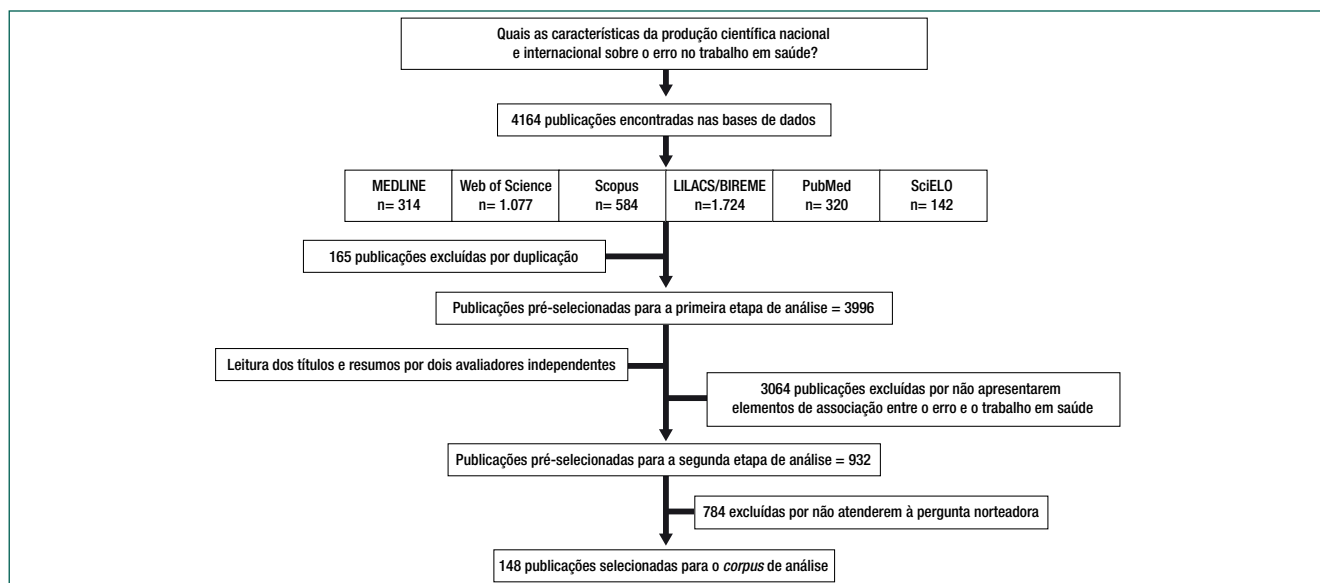 Quais as características da produção científica nacional
e internacional sobre o erro no trabalho em saúde?
4164 publicações encontradas nas bases de dados
MEDLINE
n= 314
Web of Science
n= 1.077
Scopus
n= 584
LILACS/BIREME
n=1.724
PubMed
n= 320
SciELO
n= 142
165 publicações excluídas por duplicação
Publicações pré-selecionadas para a primeira etapa de análise = 3996
Leitura dos títulos e resumos por dois avaliadores independentes
3064 publicações excluídas por não apresentarem
elementos de associação entre o erro e o trabalho em saúde
Publicações pré-selecionadas para a segunda etapa de análise = 932
784 excluídas por não atenderem à pergunta norteadora
148 publicações selecionadas para o corpus de análise